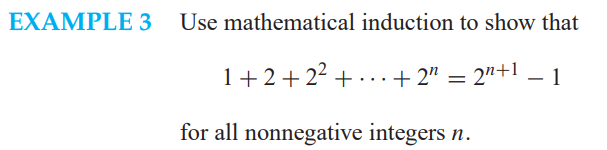 EXAMPLE 3 Use mathematical induction to show that
1 + 2 + 2² + · · · + 2ⁿ = 2ⁿ⁺¹ − 1
for all nonnegative integers n.